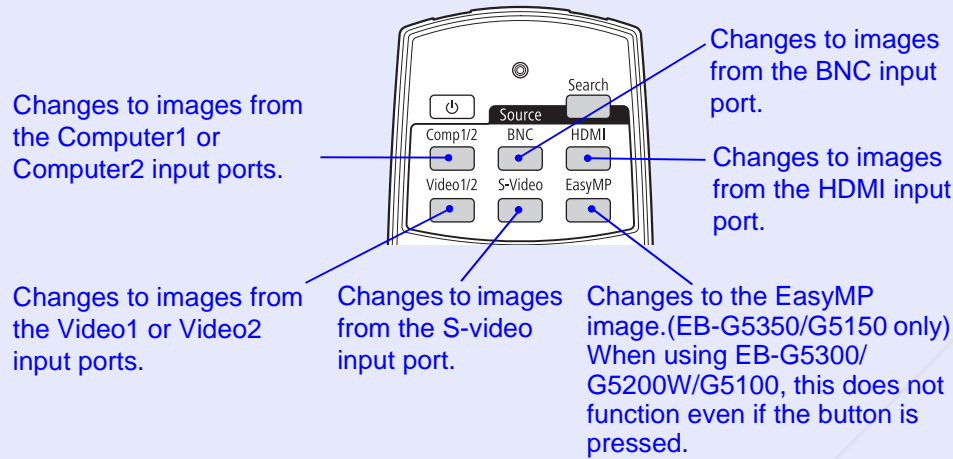 Changes to images from
the Computer1 or
Computer2 input ports.
Search
Source
Comp1/2 BNC HDMI
Video1/2 S-Video EasyMP
Changes to images
from the BNC input
port.
Changes to images
from the HDMI input
port.
Changes to images from
the Video1 or Video2
input ports.
Changes to images
from the S-video
input port.
Changes to the EasyMP
image.(EB-G5350/G5150 only)
When using EB-G5300/
G5200W/G5100, this does not
function even if the button is
pressed.